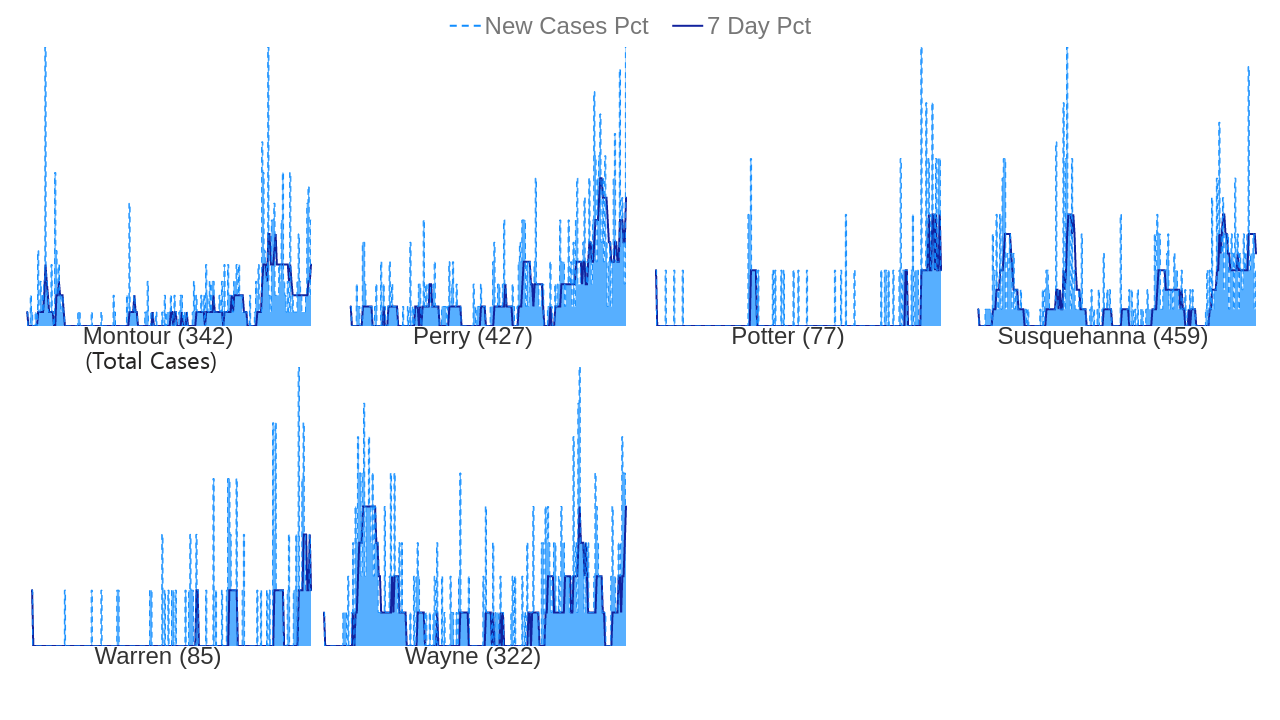 New Cases Pct 7 Day Pct
Montour (342) Perry (427) Potter (77) Susquehanna (459)
(Total Cases)
Warren (85) Wayne (322)